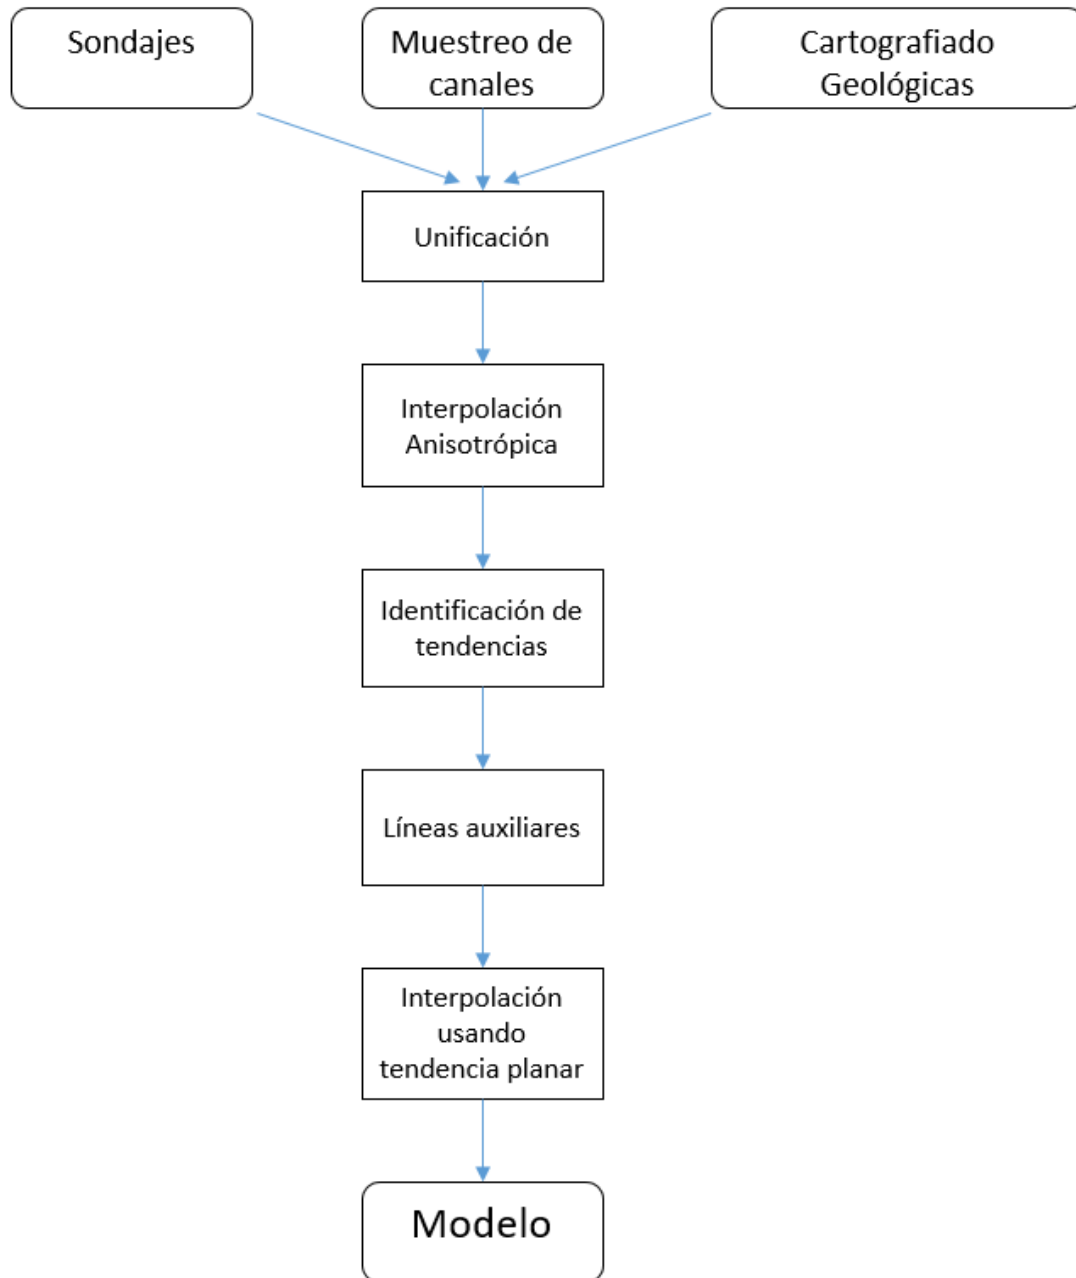 Sondajes
Muestreo de
canales
Cartografiado
Geológicas
Unificación
Interpolación
Anisotrópica
Identificación de
tendencias
Líneas auxiliares
Interpolación
usando
tendencia planar
Modelo